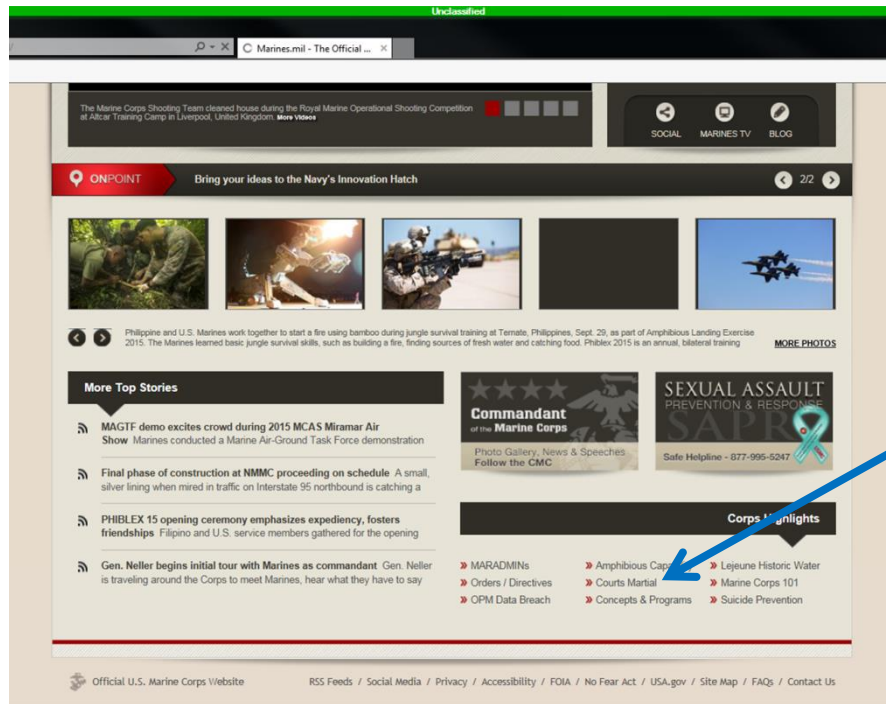 Unclassified
Marines.mil - The Official ...
The Marine Corps Shooting Team cleaned house during the Royal Marine Operational Shooting Competition
at Altcar Training Camp in Liverpool, United Kingdom. More Videos
SOCIAL MARINES TV BLOG
ONPOINT Bring your ideas to the Navy's Innovation Hatch 2/2
Philippine and U.S. Marines work together to start a fire using bamboo during jungle survival training at Ternate, Philippines, Sept. 29, as part of Amphibious Landing Exercise
2015. The Marines learned basic jungle survival skills, such as building a fire, finding sources of fresh water and catching food. Phiblex 2015 is an annual, bilateral training
MORE PHOTOS
More Top Stories
MAGTF demo excites crowd during 2015 MCAS Miramar Air
Show Marines conducted a Marine Air-Ground Task Force demonstration
Final phase of construction at NMMC proceeding on schedule A small,
silver lining when mired in traffic on Interstate 95 northbound is catching a
PHIBLEX 15 opening ceremony emphasizes expediency, fosters
friendships Filipino and U.S. service members gathered for the opening
Gen. Neller begins initial tour with Marines as commandant Gen. Neller
is traveling around the Corps to meet Marines, hear what they have to say
Commandant
of the Marine Corps
Photo Gallery, News & Speeches
Follow the CMC
SEXUAL ASSAULT
PREVENTION & RESPONSE
SAPR
Safe Helpline - 877-995-5247
Corps Highlights
» MARADMINs » Amphibious » Lejeune Historic Water
» Orders / Directives » Courts Martial » Marine Corps 101
» OPM Data Breach » Concepts & Programs » Suicide Prevention
Official U.S. Marine Corps Website RSS Feeds / Social Media / Privacy / Accessibility / FOIA / No Fear Act / USA.gov / Site Map / FAQs / Contact Us